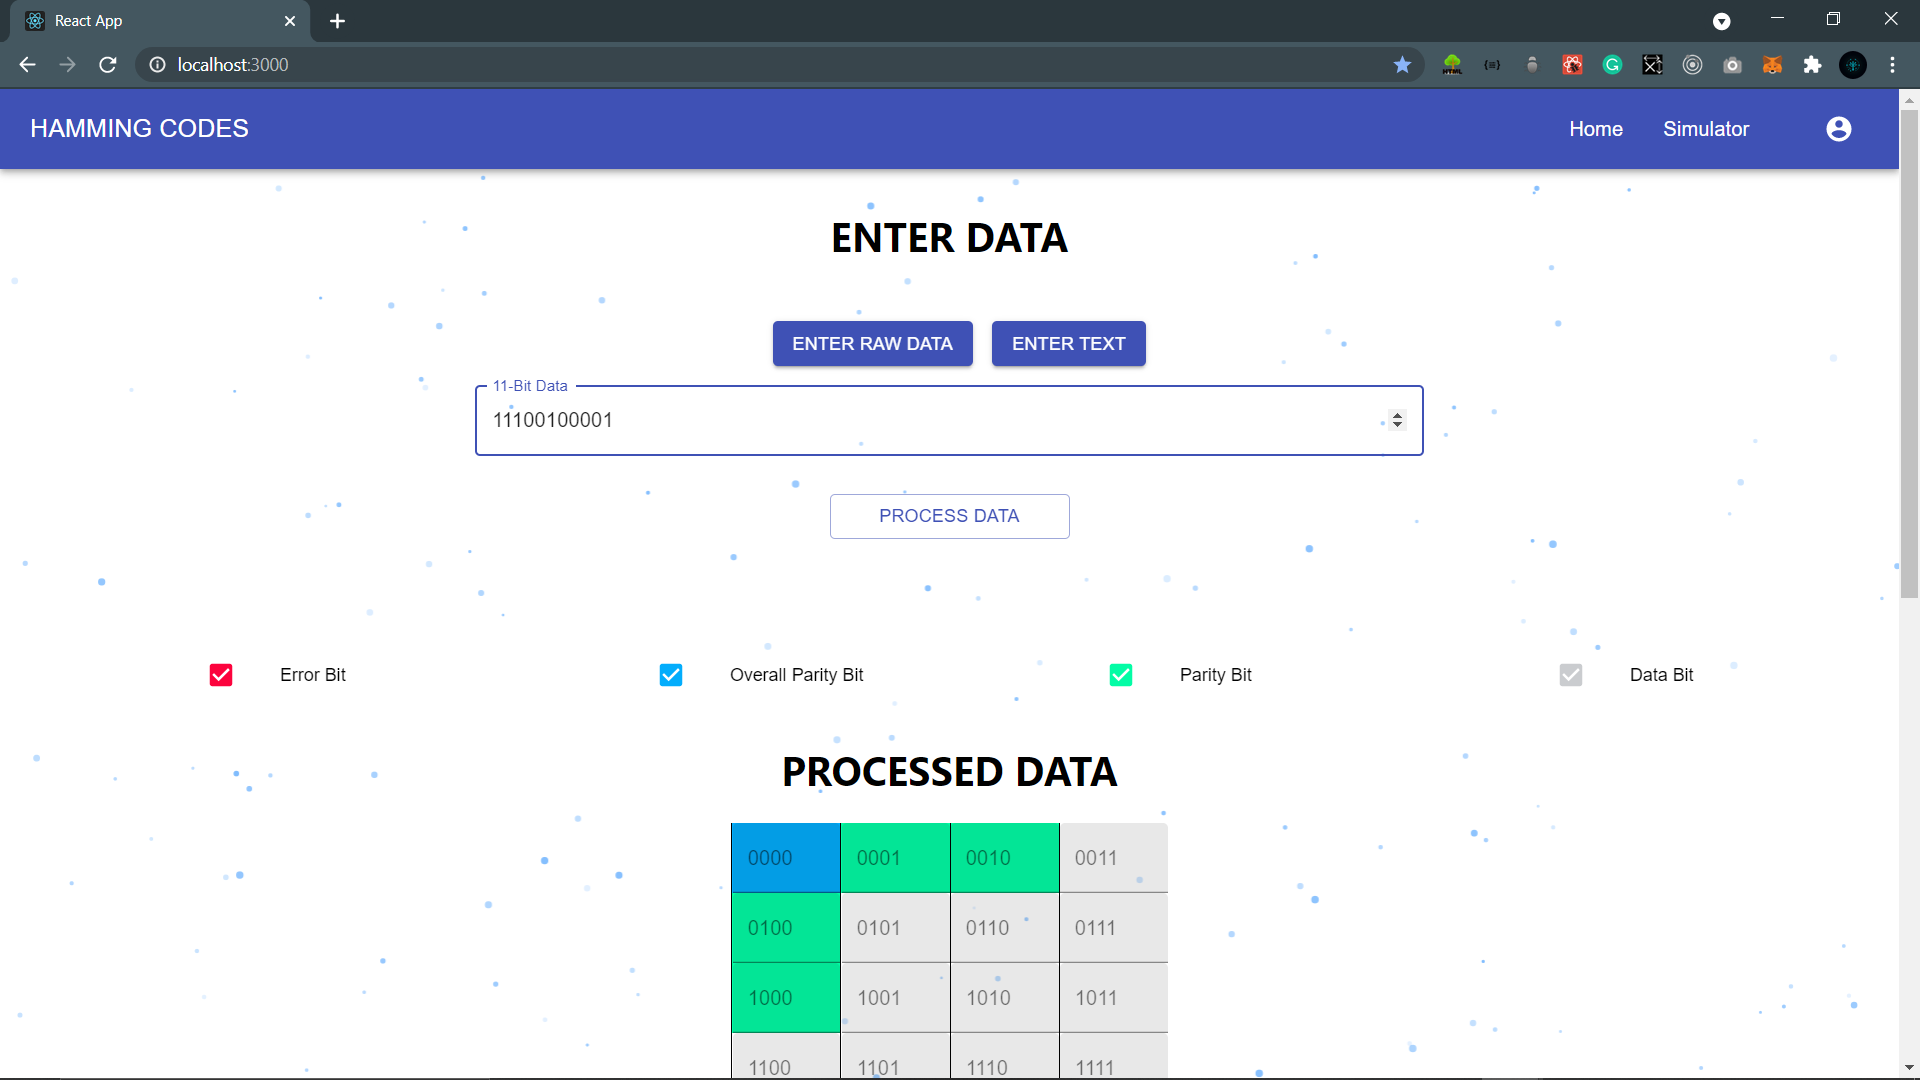 React App
localhost:3000
HAMMING CODES
Home
Simulator
ENTER DATA
ENTER RAW DATA
ENTER TEXT
11-Bit Data
11100100001
PROCESS DATA
Error Bit
Overall Parity Bit
Parity Bit
Data Bit
PROCESSED DATA
0000 0001 0010 0011
0100 0101 0110 0111
1000 1001 1010 1011
1100 1101 1110 1111